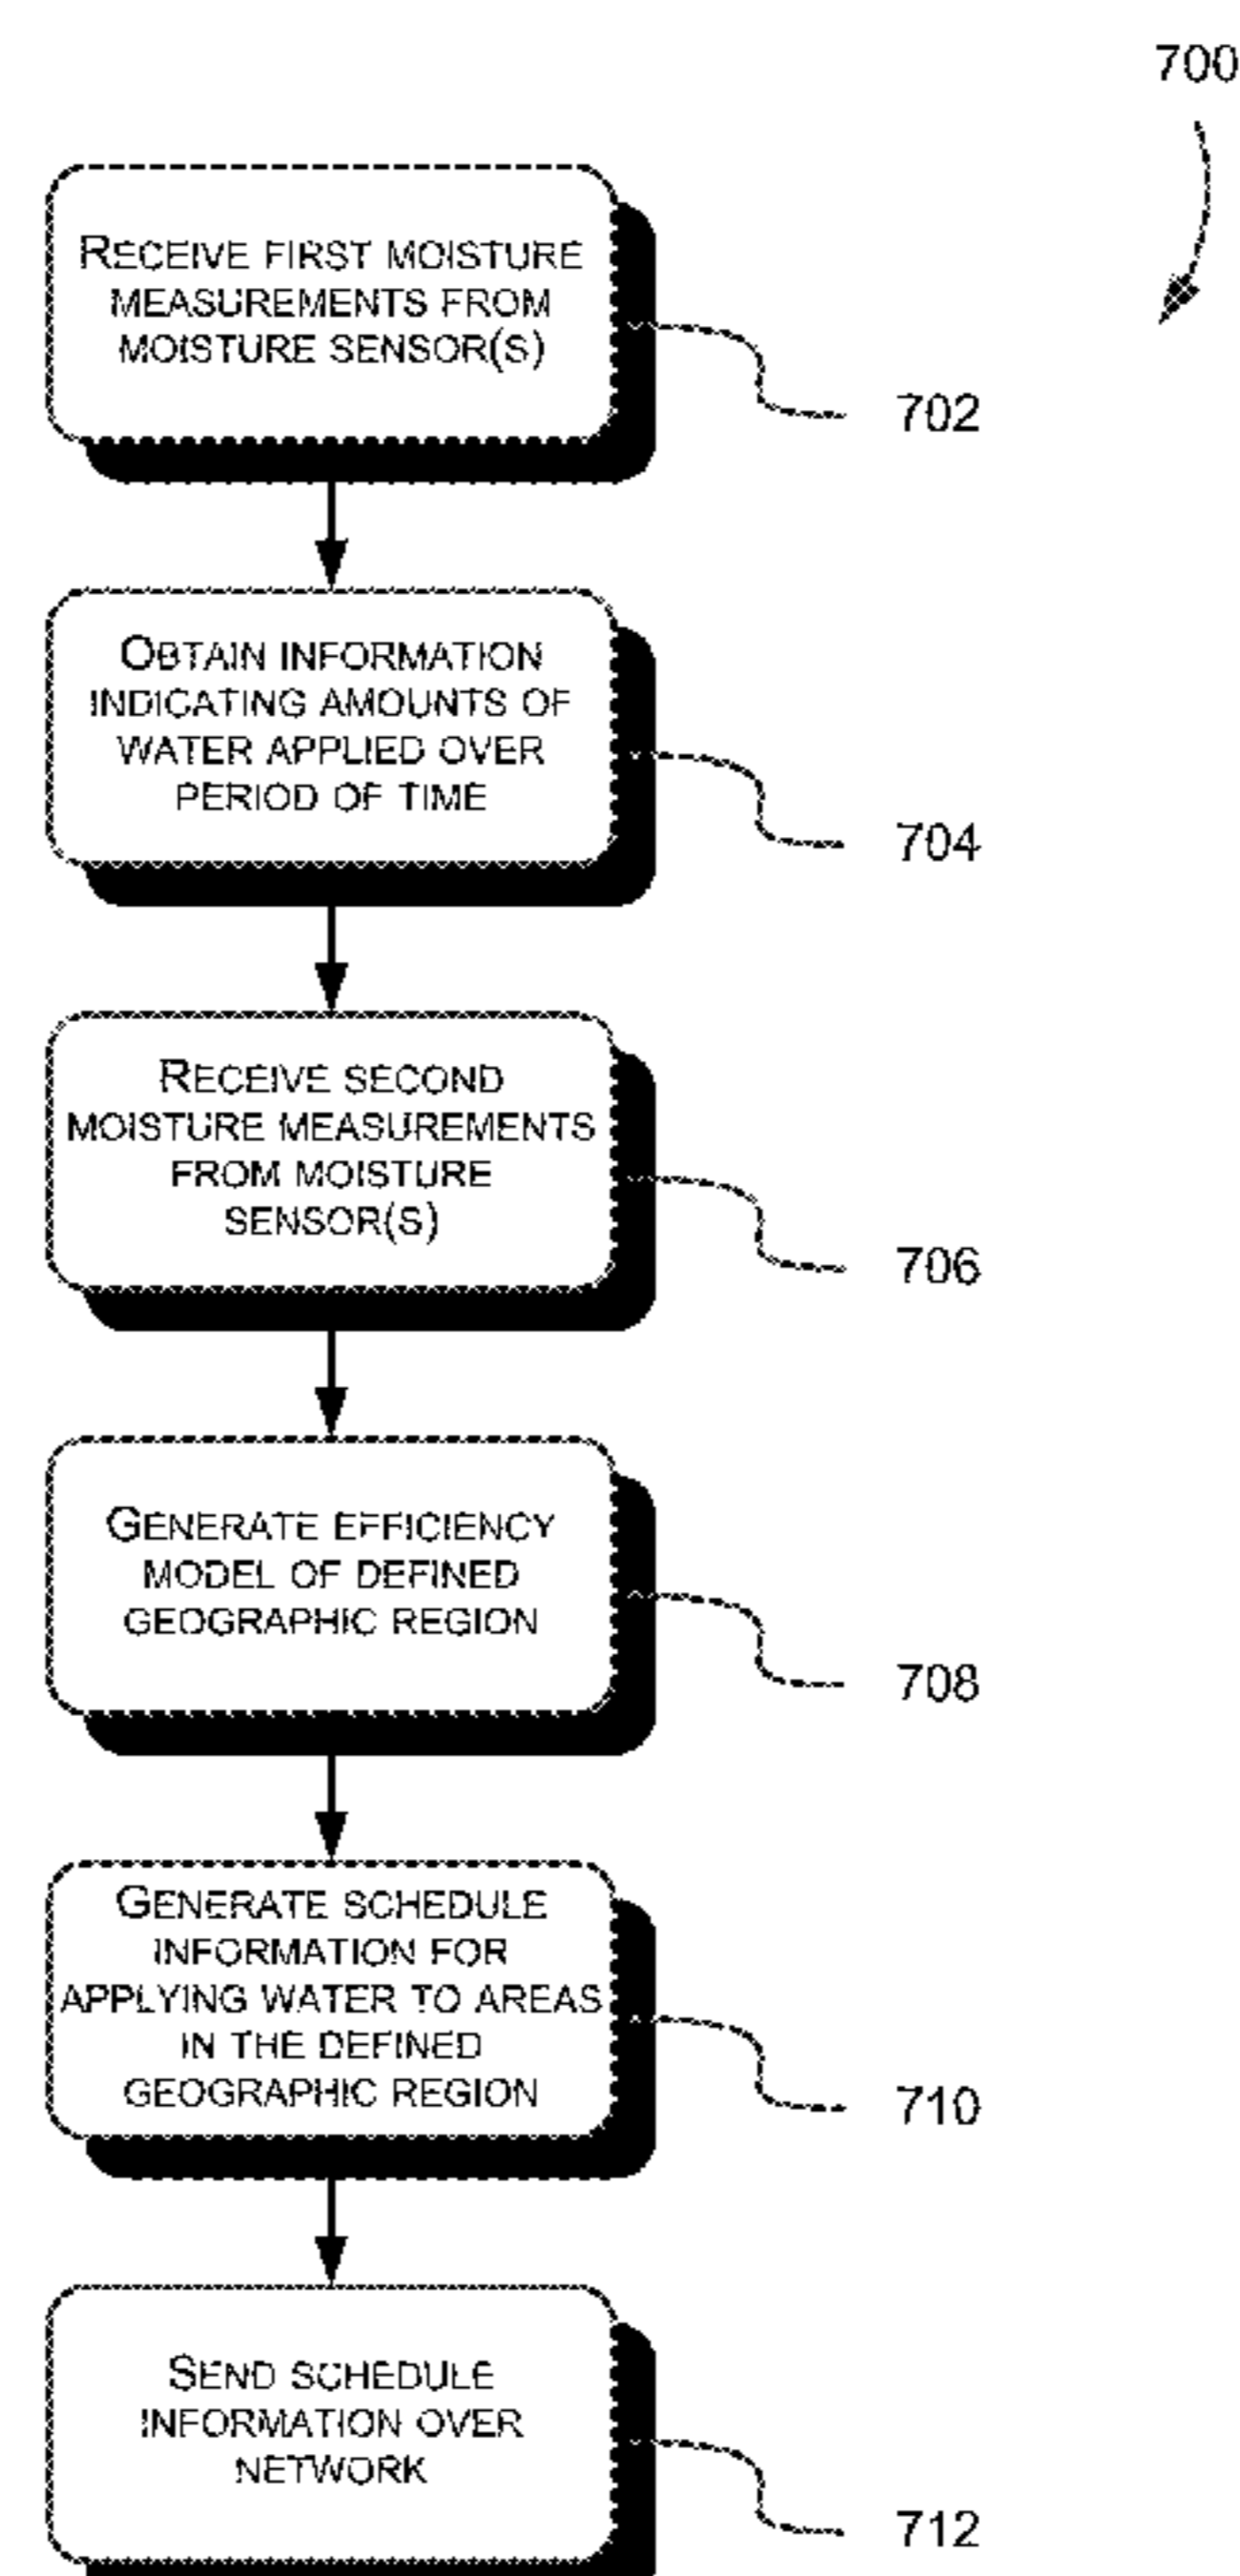 700
RECEIVE FIRST MOISTURE
MEASUREMENTS FROM
MOISTURE SENSOR(S)
702
OBTAIN INFORMATION
INDICATING AMOUNTS OF
WATER APPLIED OVER
PERIOD OF TIME
704
RECEIVE SECOND
MOISTURE MEASUREMENTS
FROM MOISTURE
SENSOR(S)
706
GENERATE EFFICIENCY
MODEL OF DEFINED
GEOGRAPHIC REGION
708
GENERATE SCHEDULE
INFORMATION FOR
APPLYING WATER TO AREAS
IN THE DEFINED
GEOGRAPHIC REGION
710
SEND SCHEDULE
INFORMATION OVER
NETWORK
712